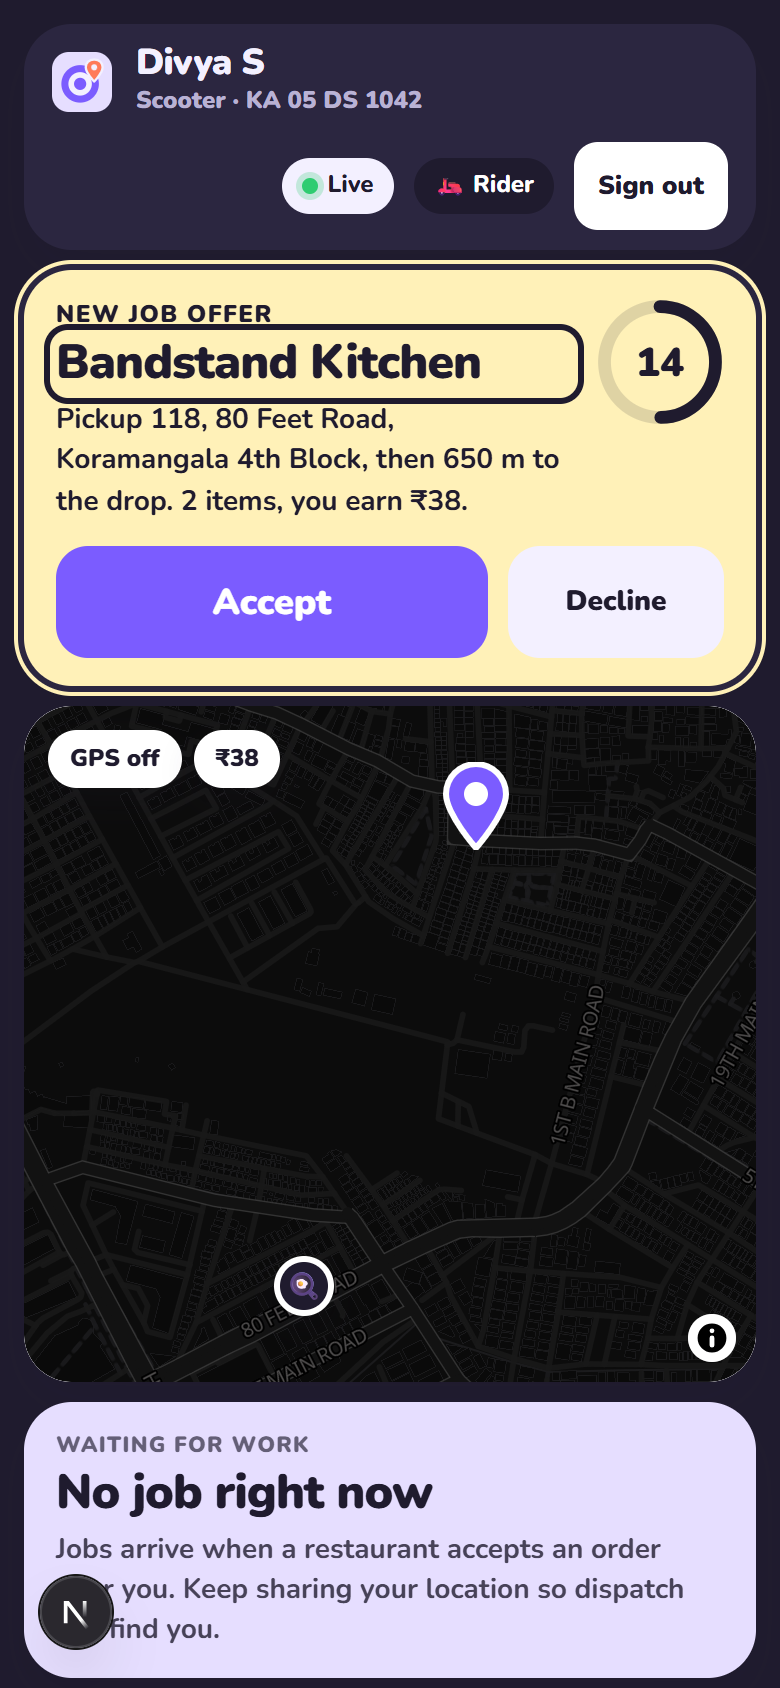 Divya S
Scooter · KA 05 DS 1042
Live
Rider
Sign out
NEW JOB OFFER
Bandstand Kitchen
14
Pickup 118, 80 Feet Road,
Koramangala 4th Block, then 650 m to
the drop. 2 items, you earn ₹38.
Accept
Decline
GPS off
₹38
1ST B MAIN ROAD
19TH MAIN
5
80 FE AD
MAIN ROAD
WAITING FOR WORK
No job right now
Jobs arrive when a restaurant accepts an order
you. Keep sharing your location so dispatch
find you.
N